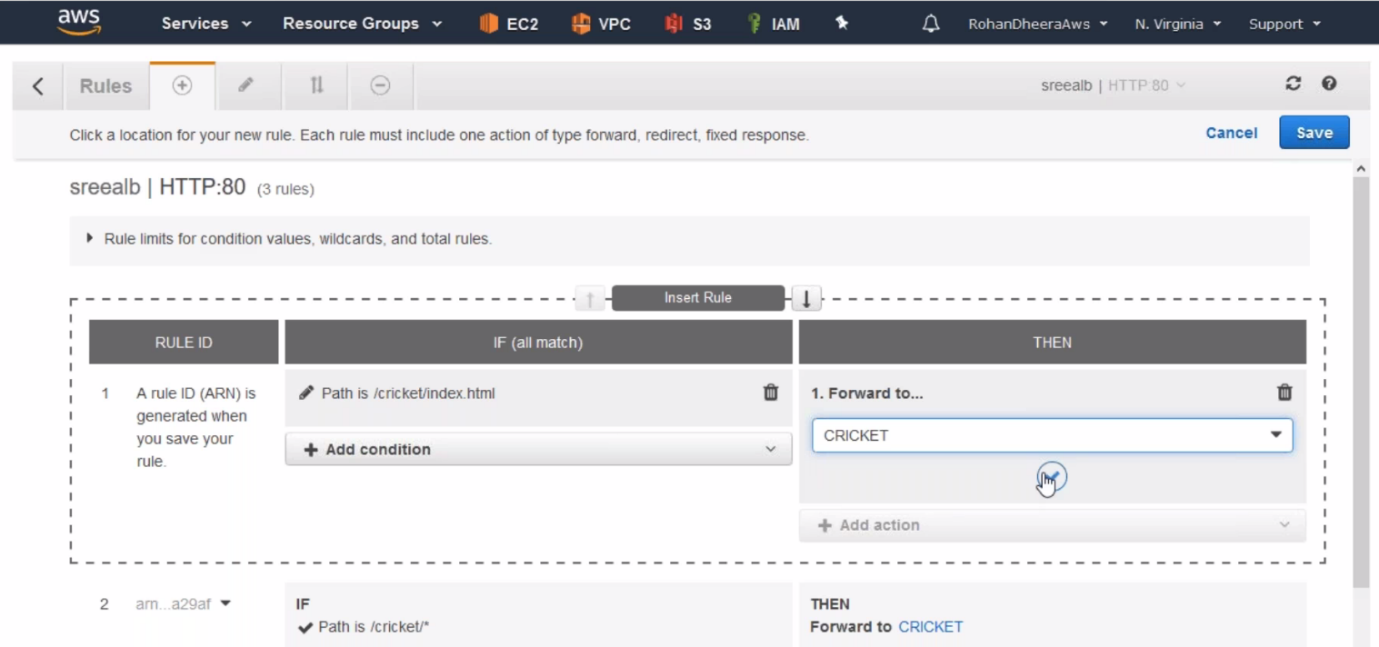 aws Services Resource Groups EC2 VPC S3 IAM RohanDheeraAws N. Virginia Support
Rules sreealb | HTTP:80
Click a location for your new rule. Each rule must include one action of type forward, redirect, fixed response. Cancel Save
sreealb | HTTP:80 (3 rules)
Rule limits for condition values, wildcards, and total rules.
Insert Rule
RULE ID IF (all match) THEN
1 A rule ID (ARN) is Path is /cricket/index.html 1. Forward to...
generated when
you save your CRICKET
rule. Add condition
Add action
2 arn...a29af IF THEN
Path is /cricket/* Forward to CRICKET